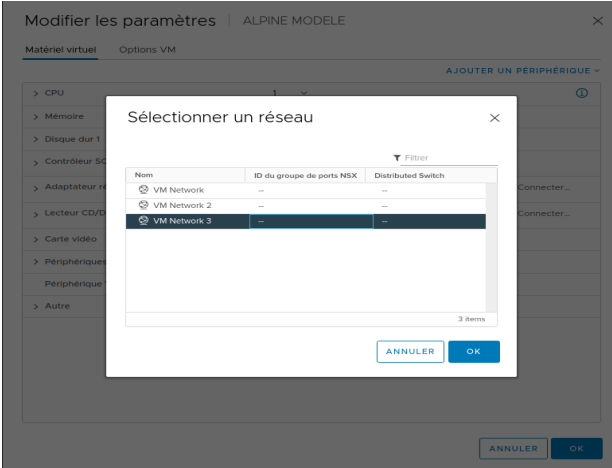 Modifier les paramètres | ALPINE MODELE
Matériel virtuel Options VM
AJOUTER UN PÉRIPHÉRIQUE
CPU 1
Mémoire
Disque dur 1
Contrôleur SC
Adaptateur ré Connecter...
Lecteur CD/D Connecter...
Carte vidéo
Périphériques
Périphérique
Autre
Sélectionner un réseau
Filtrer
Nom ID du groupe de ports NSX Distributed Switch
VM Network -- --
VM Network 2 -- --
VM Network 3 -- --
3 items
ANNULER OK
ANNULER OK